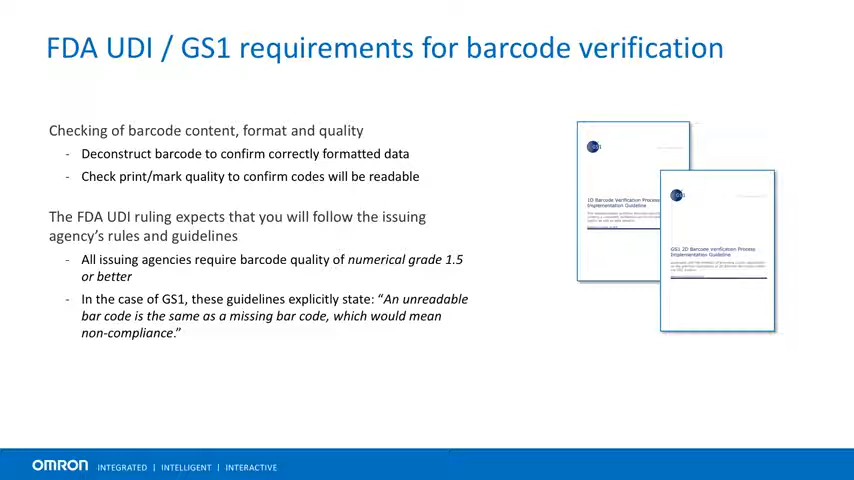 FDA UDI / GS1 requirements for barcode verification
Checking of barcode content, format and quality
- Deconstruct barcode to confirm correctly formatted data
- Check print/mark quality to confirm codes will be readable
The FDA UDI ruling expects that you will follow the issuing
agency's rules and guidelines
- All issuing agencies require barcode quality of numerical grade 1.5
or better
- In the case of GS1, these guidelines explicitly state: "An unreadable
bar code is the same as a missing bar code, which would mean
non-compliance."
GS1
1D Barcode Verification Process
Implementation Guideline
GS1
GS1 2D Barcode Verification Process
Implementation Guideline
OMRON INTEGRATED | INTELLIGENT | INTERACTIVE